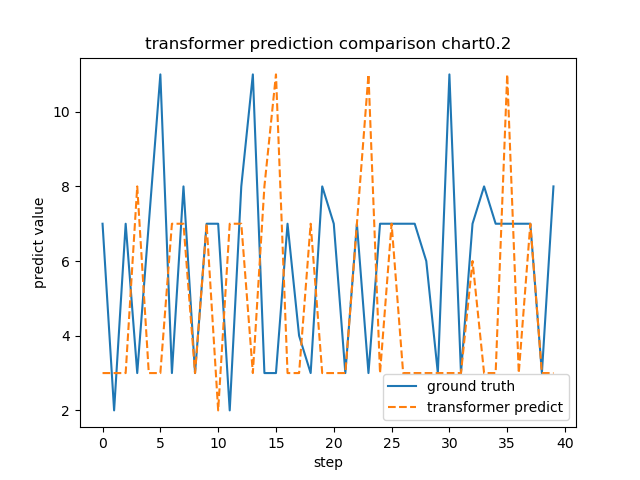 transformer prediction comparison chart0.2
predict value
10
8
6
4
2
0 5 10 15 20 25 30 35 40
step
ground truth
transformer predict